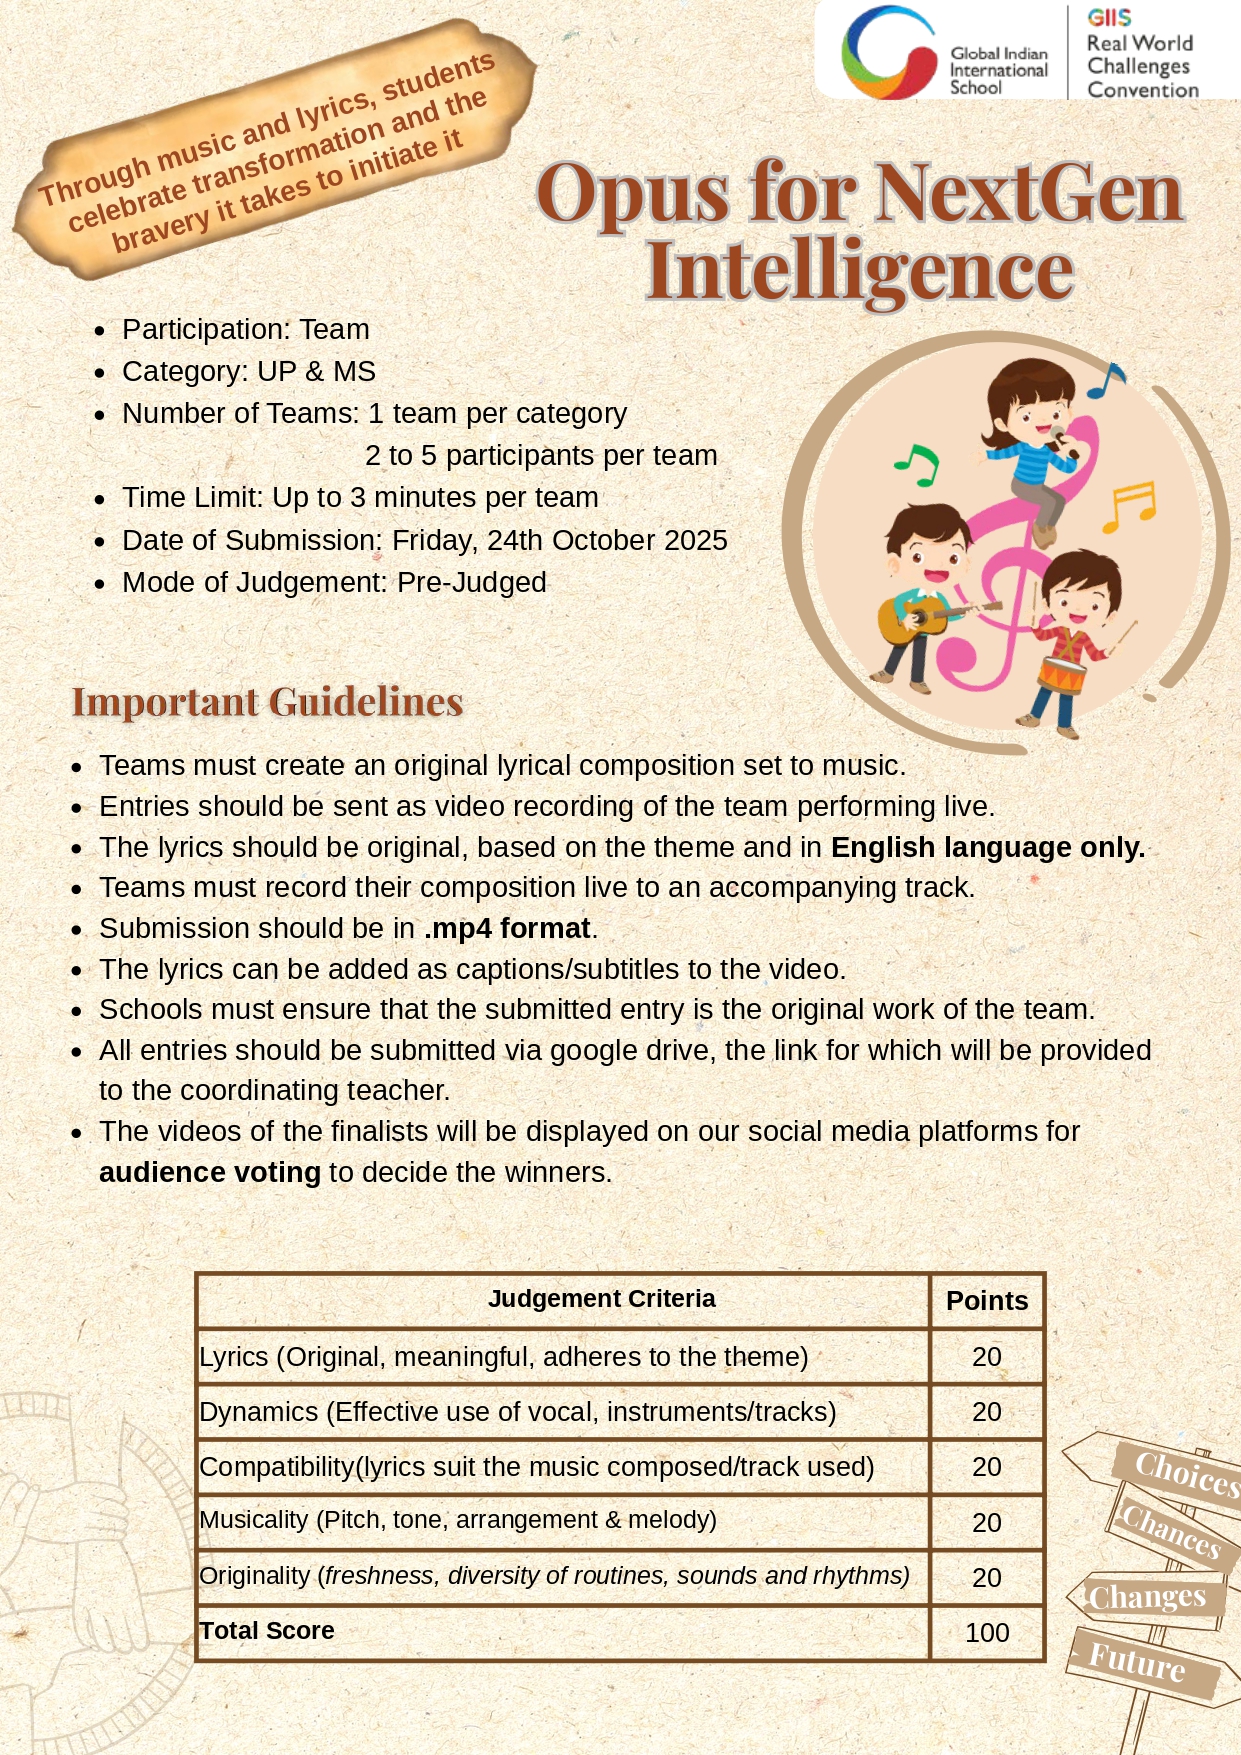 Global Indian
International
School
GIIS
Real World
Challenges
Convention
Through music and lyrics, students
celebrate transformation and the
bravery it takes to initiate it
Opus for NextGen
Intelligence
• Participation: Team
• Category: UP & MS
• Number of Teams: 1 team per category
2 to 5 participants per team
• Time Limit: Up to 3 minutes per team
• Date of Submission: Friday, 24th October 2025
• Mode of Judgement: Pre-Judged
Important Guidelines
• Teams must create an original lyrical composition set to music.
• Entries should be sent as video recording of the team performing live.
• The lyrics should be original, based on the theme and in English language only.
• Teams must record their composition live to an accompanying track.
• Submission should be in .mp4 format.
• The lyrics can be added as captions/subtitles to the video.
• Schools must ensure that the submitted entry is the original work of the team.
• All entries should be submitted via google drive, the link for which will be provided
to the coordinating teacher.
• The videos of the finalists will be displayed on our social media platforms for
audience voting to decide the winners.
Judgement Criteria Points
Lyrics (Original, meaningful, adheres to the theme) 20
Dynamics (Effective use of vocal, instruments/tracks) 20
Compatibility(lyrics suit the music composed/track used) 20
Musicality (Pitch, tone, arrangement & melody) 20
Originality (freshness, diversity of routines, sounds and rhythms) 20
Total Score 100
Choices
Chances
Changes
Future